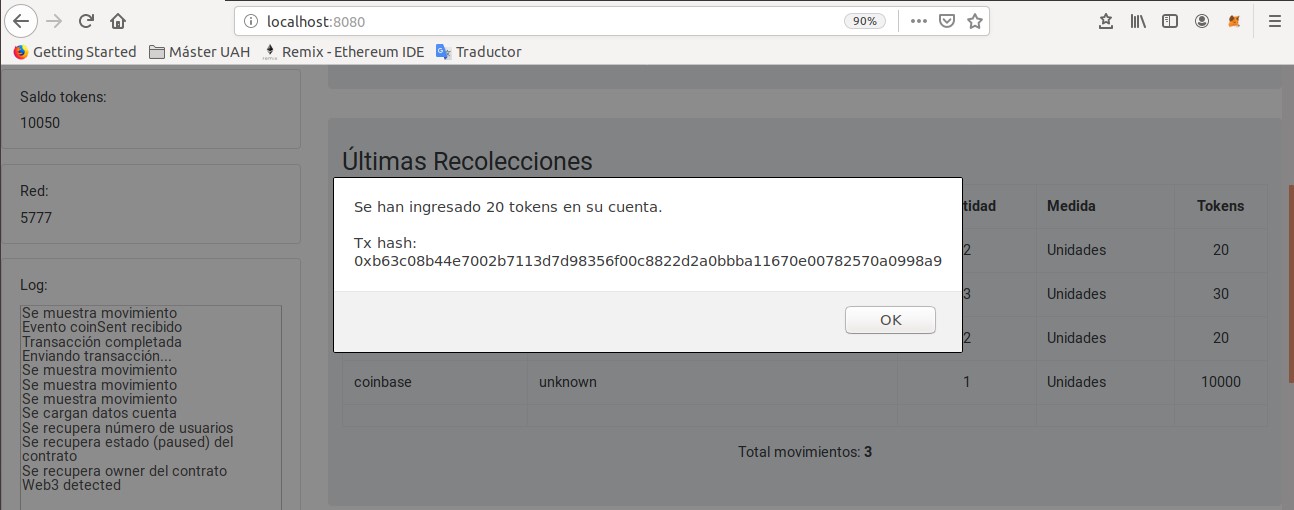 localhost:8080
90%
Getting Started
Máster UAH
Remix - Ethereum IDE
Traductor
Saldo tokens:
10050
Red:
5777
Log:
Se muestra movimiento
Evento coinSent recibido
Transacción completada
Enviando transacción...
Se muestra movimiento
Se muestra movimiento
Se muestra movimiento
Se cargan datos cuenta
Se recupera número de usuarios
Se recupera estado (paused) del
contrato
Se recupera owner del contrato
Web3 detected
Últimas Recolecciones
Se han ingresado 20 tokens en su cuenta.
Tx hash:
0xb63c08b44e7002b7113d7d98356f00c8822d2a0bbba11670e00782570a0998a9
OK
tidad Medida Tokens
2 Unidades 20
3 Unidades 30
2 Unidades 20
coinbase unknown 1 Unidades 10000
Total movimientos: 3